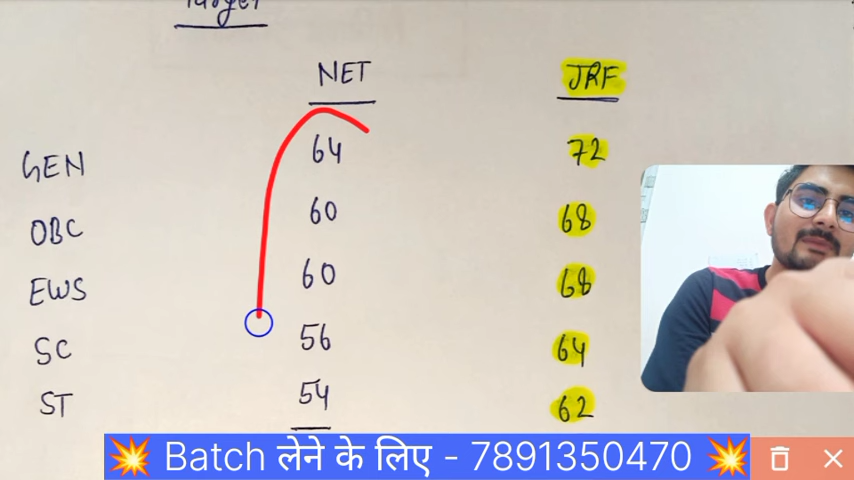 Target
NET JRF
GEN 64 72
OBC 60 68
EWS 60 68
SC 56 64
ST 54 62
💥 Batch लेने के लिए - 7891350470 💥